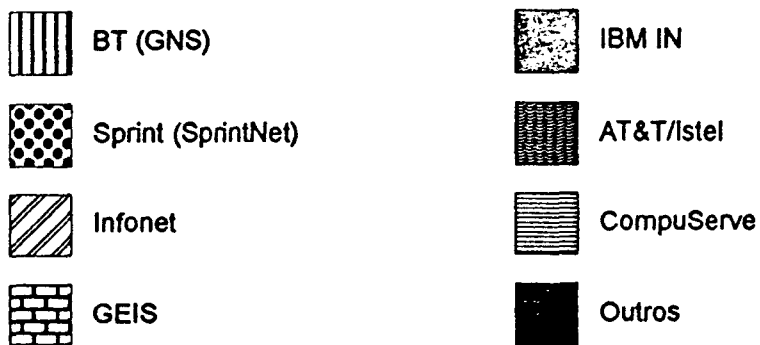 BT (GNS)
Sprint (SprintNet)
Infonet
GEIS
IBM IN
AT&T/Istel
CompuServe
Outros